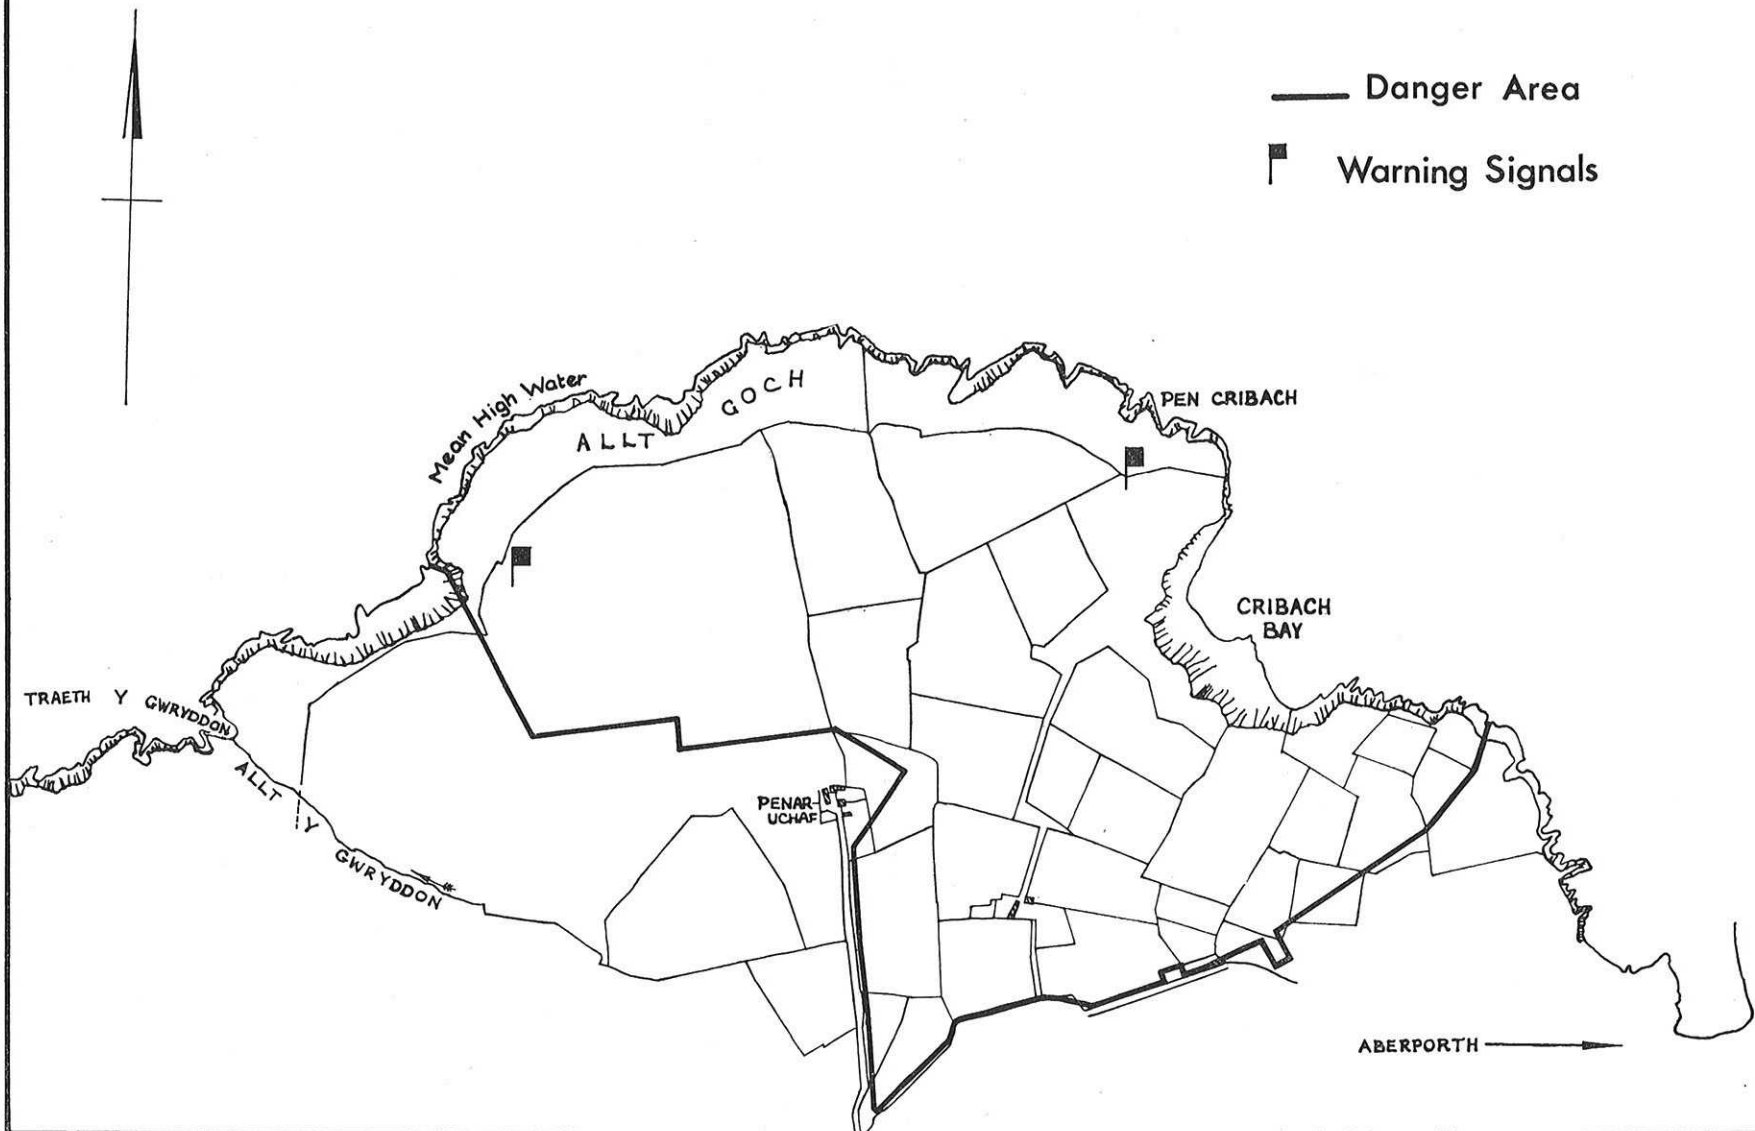 Danger Area
Warning Signals
Mean High Water
ALLT GOCH
PEN CRIBACH
CRIBACH
BAY
TRAETH Y GWRYDDON
ALLT Y GWRYDDON
PENAR
UCHAF
ABERPORTH